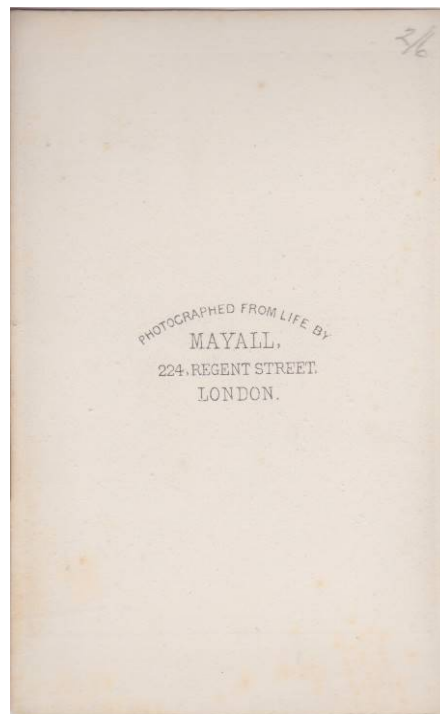 2/6
PHOTOGRAPHED FROM LIFE BY
MAYALL,
224, REGENT STREET.
LONDON.